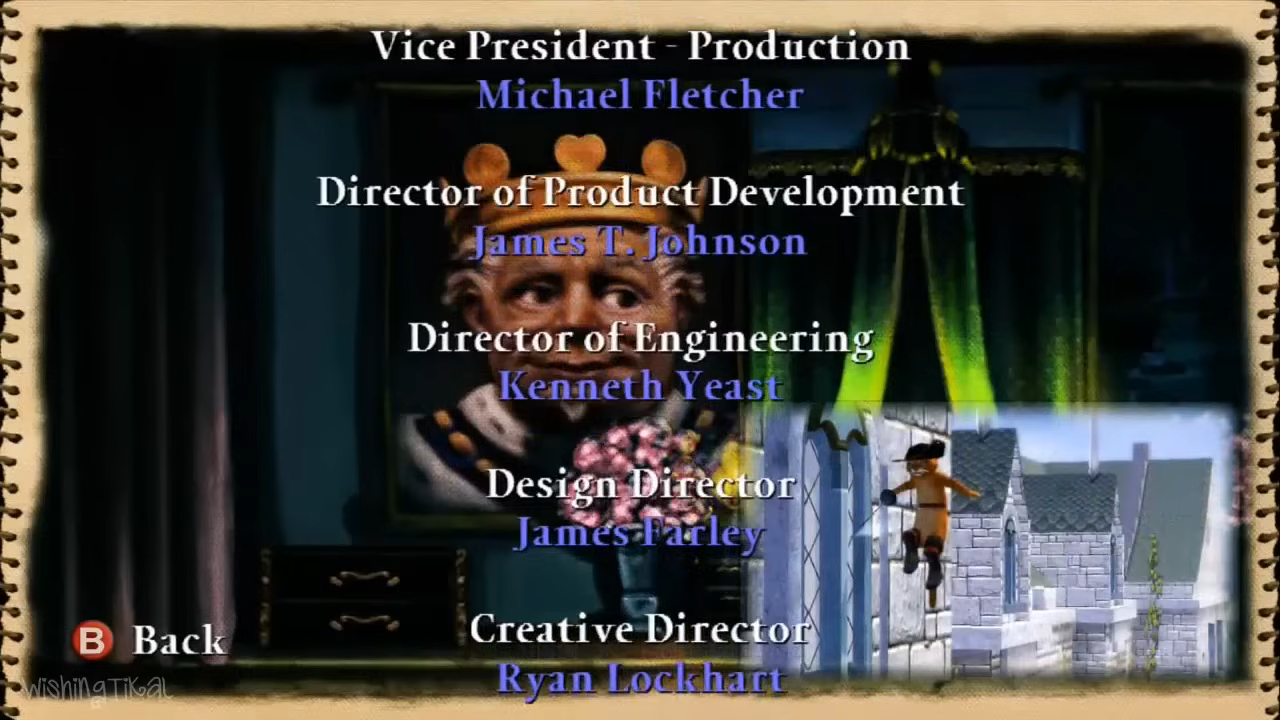 Vice President - Production
Michael Fletcher
Director of Product Development
James T. Johnson
Director of Engineering
Kenneth Yeast
Design Director
James Farley
Creative Director
Ryan Lockhart
B Back
WishingTikal